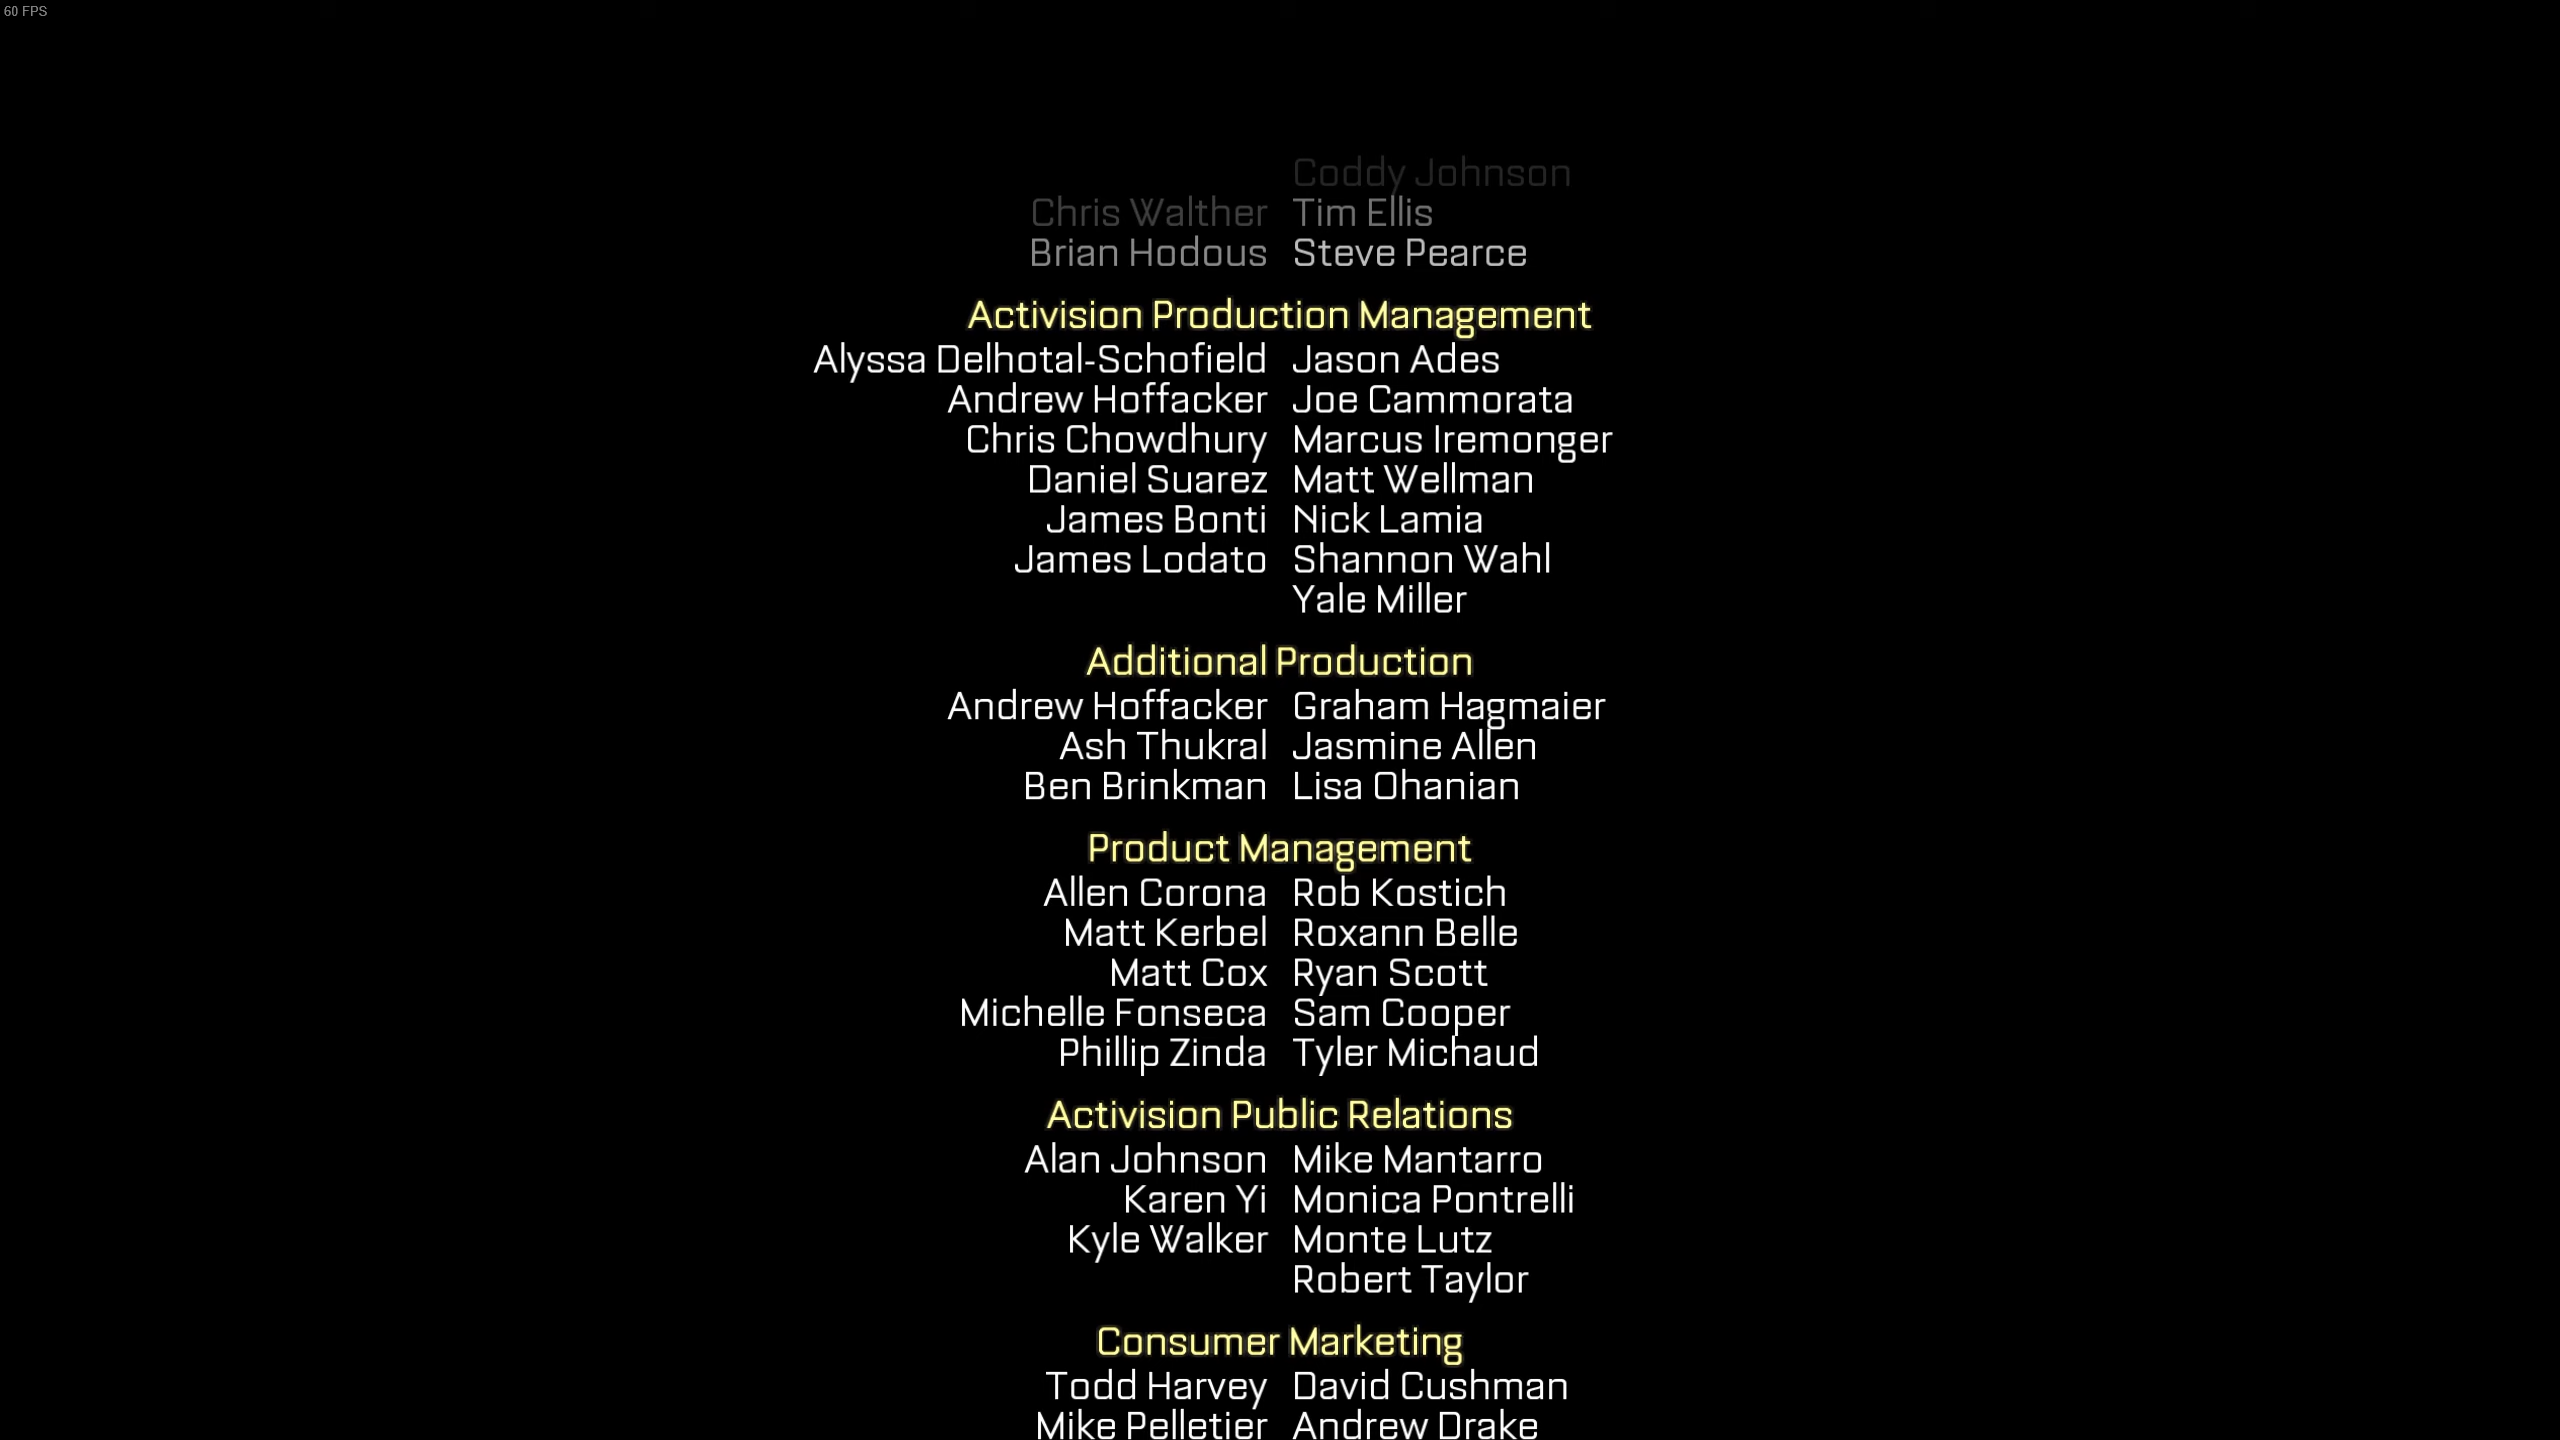 60 FPS
Coddy Johnson
Chris Walther Tim Ellis
Brian Hodous Steve Pearce
Activision Production Management
Alyssa Delhotal-Schofield Jason Ades
Andrew Hoffacker Joe Cammorata
Chris Chowdhury Marcus Iremonger
Daniel Suarez Matt Wellman
James Bonti Nick Lamia
James Lodato Shannon Wahl
Yale Miller
Additional Production
Andrew Hoffacker Graham Hagmaier
Ash Thukral Jasmine Allen
Ben Brinkman Lisa Ohanian
Product Management
Allen Corona Rob Kostich
Matt Kerbel Roxann Belle
Matt Cox Ryan Scott
Michelle Fonseca Sam Cooper
Phillip Zinda Tyler Michaud
Activision Public Relations
Alan Johnson Mike Mantarro
Karen Yi Monica Pontrelli
Kyle Walker Monte Lutz
Robert Taylor
Consumer Marketing
Todd Harvey David Cushman
Mike Pelletier Andrew Drake